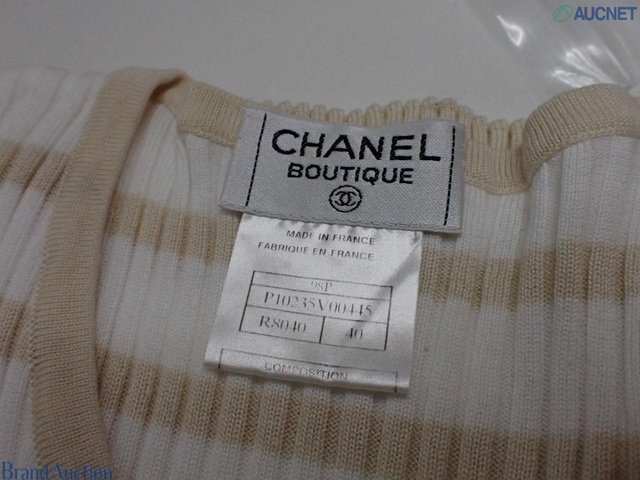 AUCNET
CHANEL
BOUTIQUE
MADE IN FRANCE
FABRIQUE EN FRANCE
98P
P10235V00445
R8040 40
COMPOSITION
Brand Auction